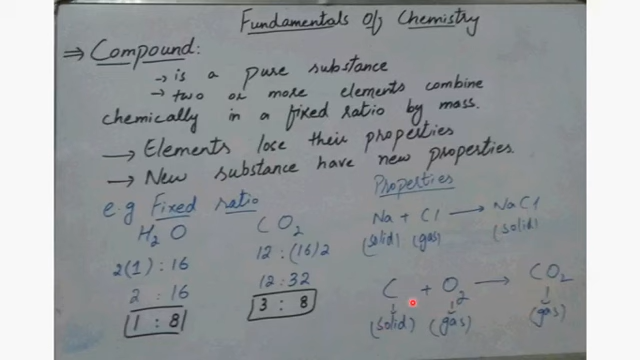 Fundamentals Of Chemistry
⇒ Compound:
→ is a pure substance
→ two or more elements combine
chemically in a fixed ratio by mass.
→ Elements lose their properties
→ New substance have new properties.
e.g Fixed ratio
H₂O
2(1) : 16
2 : 16
1 : 8
CO₂
12 : (16)2
12 : 32
3 : 8
Properties
Na + Cl → NaCl
(solid) (gas) (solid)
C + O₂ → CO₂
(solid) (gas) (gas)